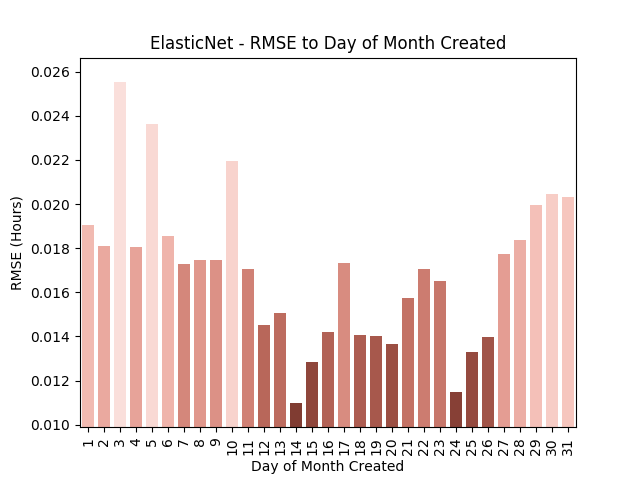 ElasticNet - RMSE to Day of Month Created
RMSE (Hours)
0.026
0.024
0.022
0.020
0.018
0.016
0.014
0.012
0.010
1 2 3 4 5 6 7 8 9 10 11 12 13 14 15 16 17 18 19 20 21 22 23 24 25 26 27 28 29 30 31
Day of Month Created